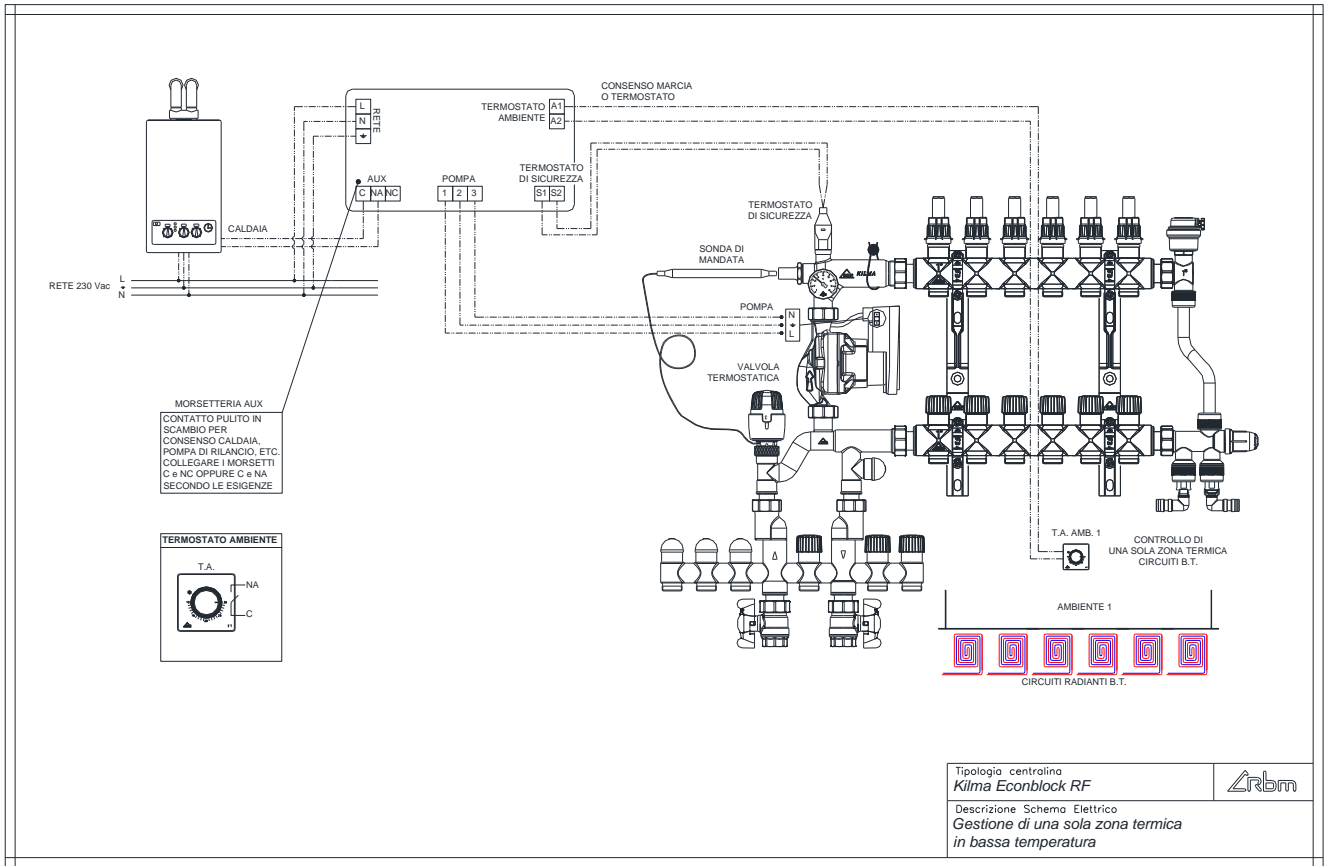 CONSENSO MARCIA
O TERMOSTATO
L
N
RETE
TERMOSTATO
AMBIENTE
A1
A2
AUX
C NA NC
POMPA
1 2 3
TERMOSTATO
DI SICUREZZA
S1 S2
CALDAIA
L
RETE 230 Vac
N
TERMOSTATO
DI SICUREZZA
SONDA DI
MANDATA
KILMA
POMPA
N
L
VALVOLA
TERMOSTATICA
MORSETTERIA AUX
CONTATTO PULITO IN
SCAMBIO PER
CONSENSO CALDAIA,
POMPA DI RILANCIO, ETC.
COLLEGARE I MORSETTI
C e NC OPPURE C e NA
SECONDO LE ESIGENZE
TERMOSTATO AMBIENTE
T.A.
NA
C
T.A. AMB. 1
CONTROLLO DI
UNA SOLA ZONA TERMICA
CIRCUITI B.T.
AMBIENTE 1
CIRCUITI RADIANTI B.T.
Tipologia centralina
Kilma Econblock RF
Rbm
Descrizione Schema Elettrico
Gestione di una sola zona termica
in bassa temperatura